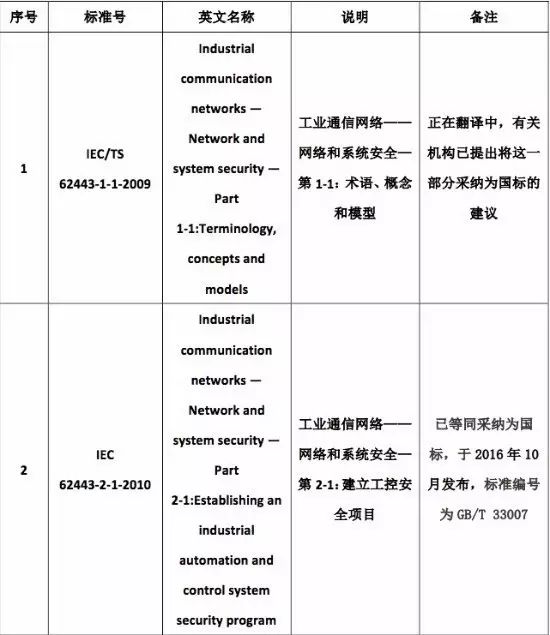 序号 标准号 英文名称 说明 备注
1
IEC/TS
62443-1-1-2009
Industrial
communication
networks —
Network and
system security —
Part
1-1:Terminology,
concepts and
models
工业通信网络——
网络和系统安全—
第 1-1：术语、概念
和模型
正在翻译中，有关
机构已提出将这一
部分采纳为国标的
建议
2
IEC
62443-2-1-2010
Industrial
communication
networks —
Network and
system security —
Part
2-1:Establishing an
industrial
automation and
control system
security program
工业通信网络——
网络和系统安全—
第 2-1：建立工控安
全项目
已等同采纳为国
标，于 2016 年 10
月发布，标准编号
为 GB/T 33007